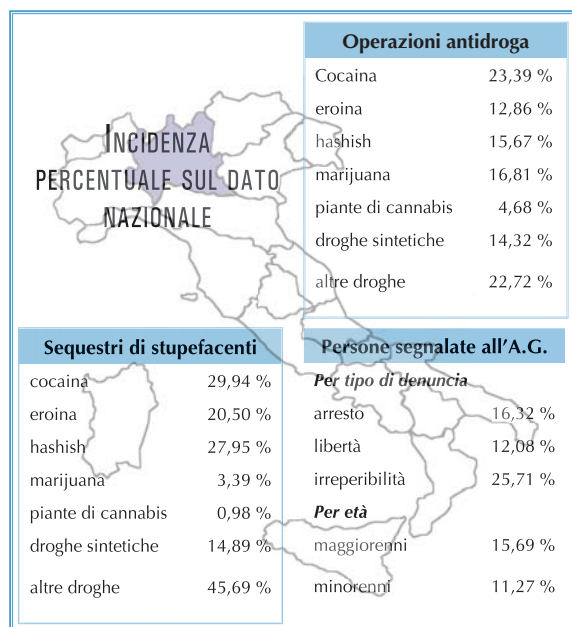 INCIDENZA
PERCENTUALE SUL DATO
NAZIONALE
Operazioni antidroga
Cocaina 23,39 %
eroina 12,86 %
hashish 15,67 %
marijuana 16,81 %
piante di cannabis 4,68 %
droghe sintetiche 14,32 %
altre droghe 22,72 %
Sequestri di stupefacenti
cocaina 29,94 %
eroina 20,50 %
hashish 27,95 %
marijuana 3,39 %
piante di cannabis 0,98 %
droghe sintetiche 14,89 %
altre droghe 45,69 %
Persone segnalate all'A.G.
Per tipo di denuncia
arresto 16,32 %
libertà 12,08 %
irreperibilità 25,71 %
Per età
maggiorenni 15,69 %
minorenni 11,27 %